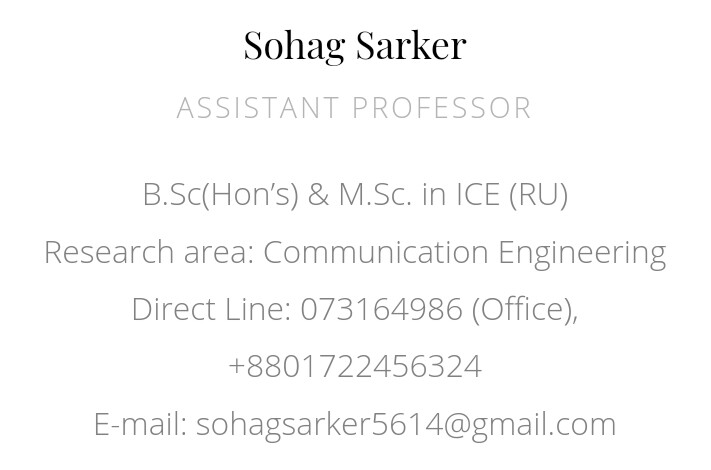 Sohag Sarker
ASSISTANT PROFESSOR
B.Sc(Hon’s) & M.Sc. in ICE (RU)
Research area: Communication Engineering
Direct Line: 073164986 (Office),
+8801722456324
E-mail: sohagsarker5614@gmail.com